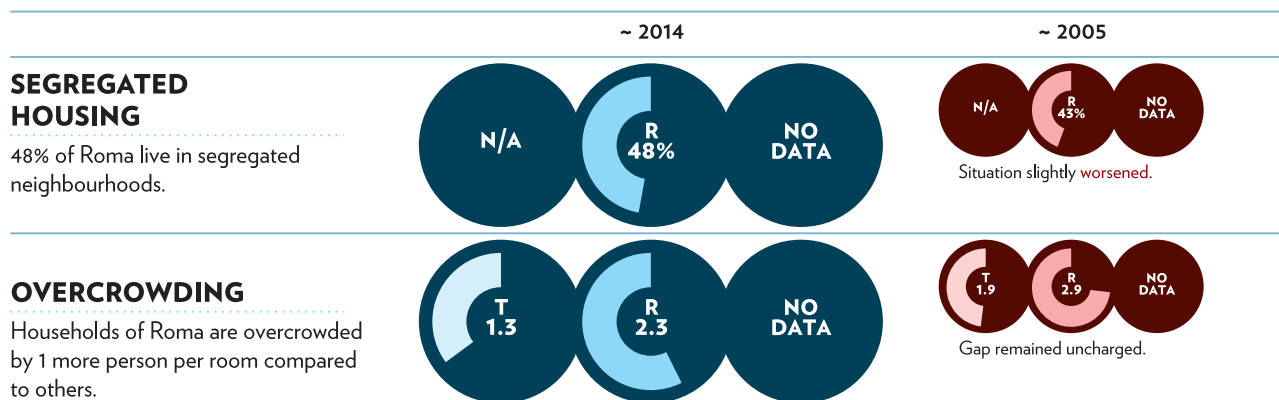 ~ 2014
~ 2005
SEGREGATED
HOUSING
48% of Roma live in segregated
neighbourhoods.
N/A
R
48%
NO
DATA
N/A
R
43%
NO
DATA
Situation slightly worsened.
OVERCROWDING
Households of Roma are overcrowded
by 1 more person per room compared
to others.
T
1.3
R
2.3
NO
DATA
T
1.9
R
2.9
NO
DATA
Gap remained uncharged.